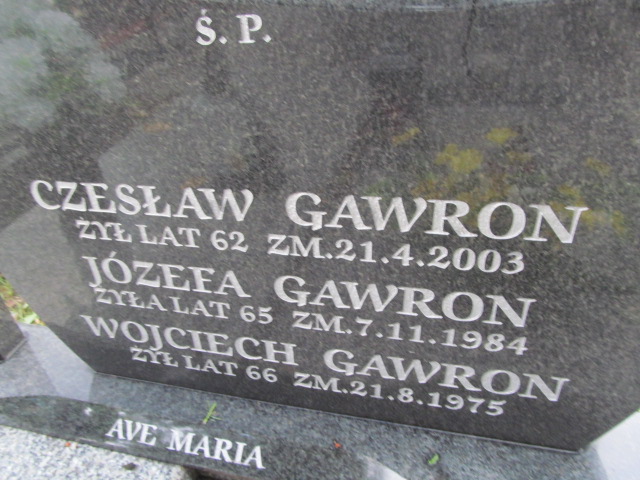 Ś. P.
CZESŁAW GAWRON
ŻYŁ LAT 62 ZM.21.4.2003
JÓZEFA GAWRON
ŻYŁA LAT 65 ZM.7.11.1984
WOJCIECH GAWRON
ŻYŁ LAT 66 ZM.21.8.1975
AVE MARIA